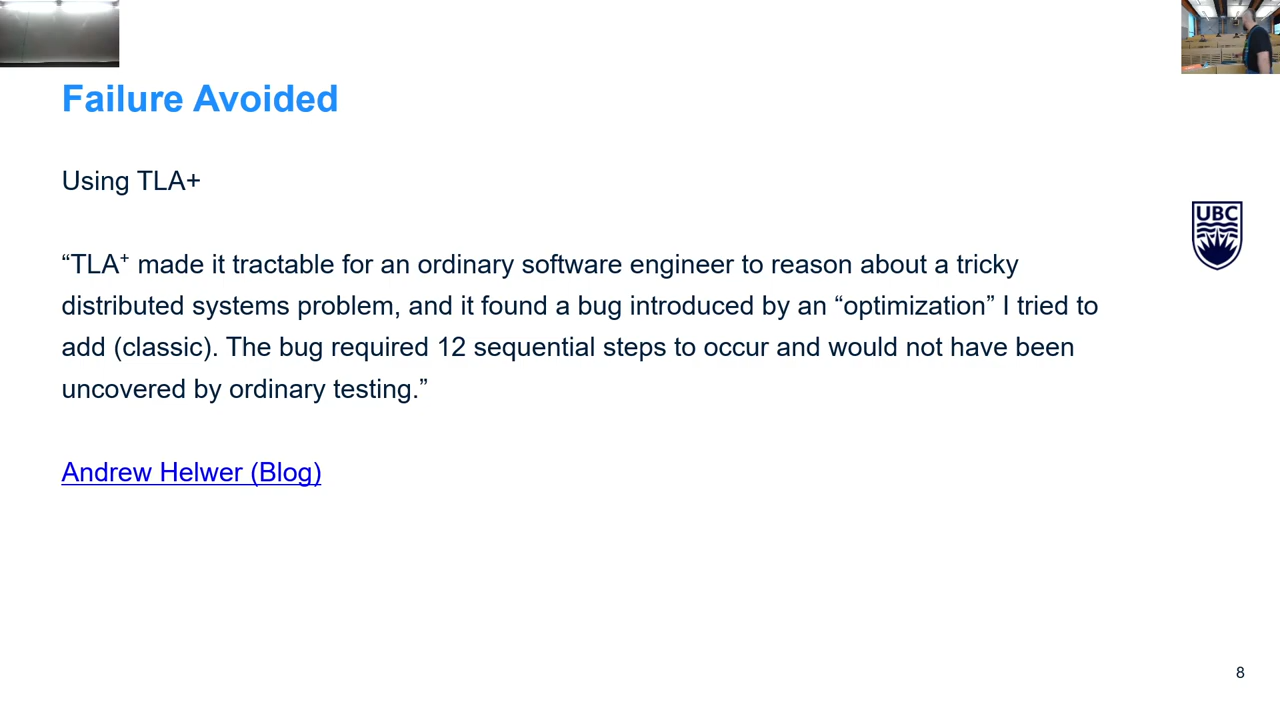 Failure Avoided
Using TLA+
“TLA⁺ made it tractable for an ordinary software engineer to reason about a tricky
distributed systems problem, and it found a bug introduced by an “optimization” I tried to
add (classic). The bug required 12 sequential steps to occur and would not have been
uncovered by ordinary testing.”
Andrew Helwer (Blog)
UBC
8